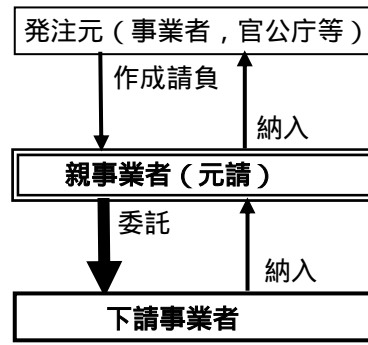 発注元(事業者,官公庁等)
作成請負
納入
親事業者(元請)
委託
納入
下請事業者